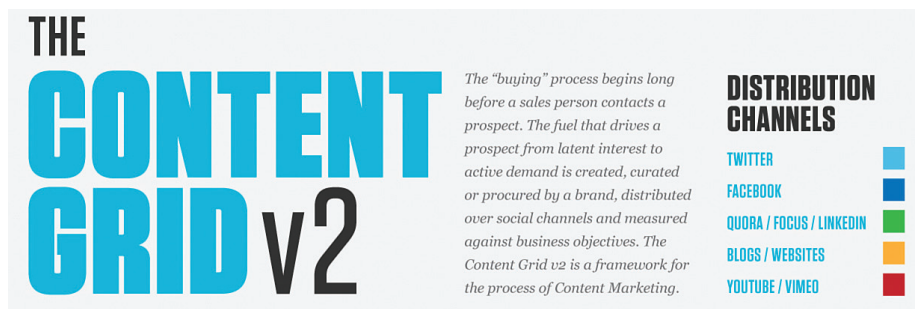 THE
CONTENT
GRID v2
The “buying” process begins long
before a sales person contacts a
prospect. The fuel that drives a
prospect from latent interest to
active demand is created, curated
or procured by a brand, distributed
over social channels and measured
against business objectives. The
Content Grid v2 is a framework for
the process of Content Marketing.
DISTRIBUTION
CHANNELS
TWITTER
FACEBOOK
QUORA / FOCUS / LINKEDIN
BLOGS / WEBSITES
YOUTUBE / VIMEO